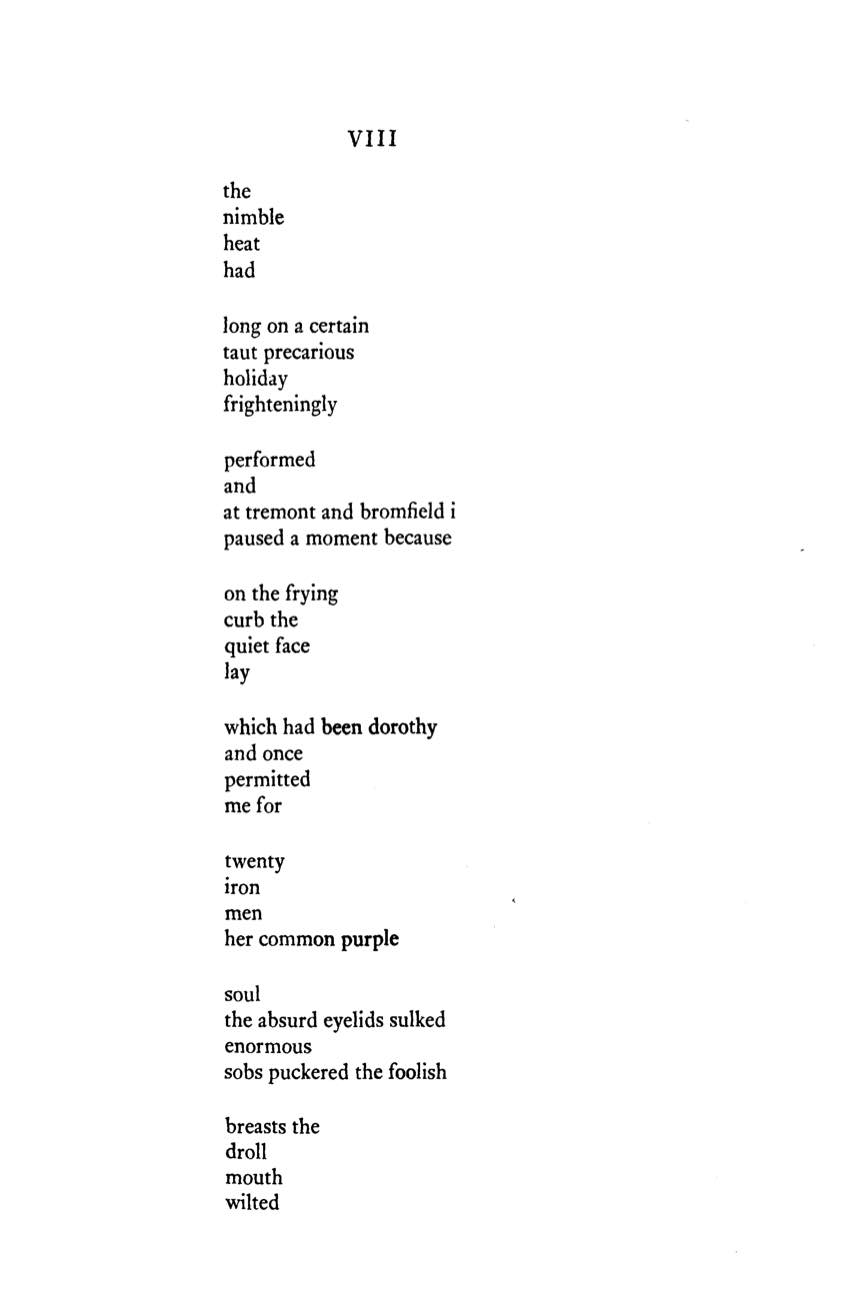 VIII
the
nimble
heat
had
long on a certain
taut precarious
holiday
frighteningly
performed
and
at tremont and bromfield i
paused a moment because
on the frying
curb the
quiet face
lay
which had been dorothy
and once
permitted
me for
twenty
iron
men
her common purple
soul
the absurd eyelids sulked
enormous
sobs puckered the foolish
breasts the
droll
mouth
wilted